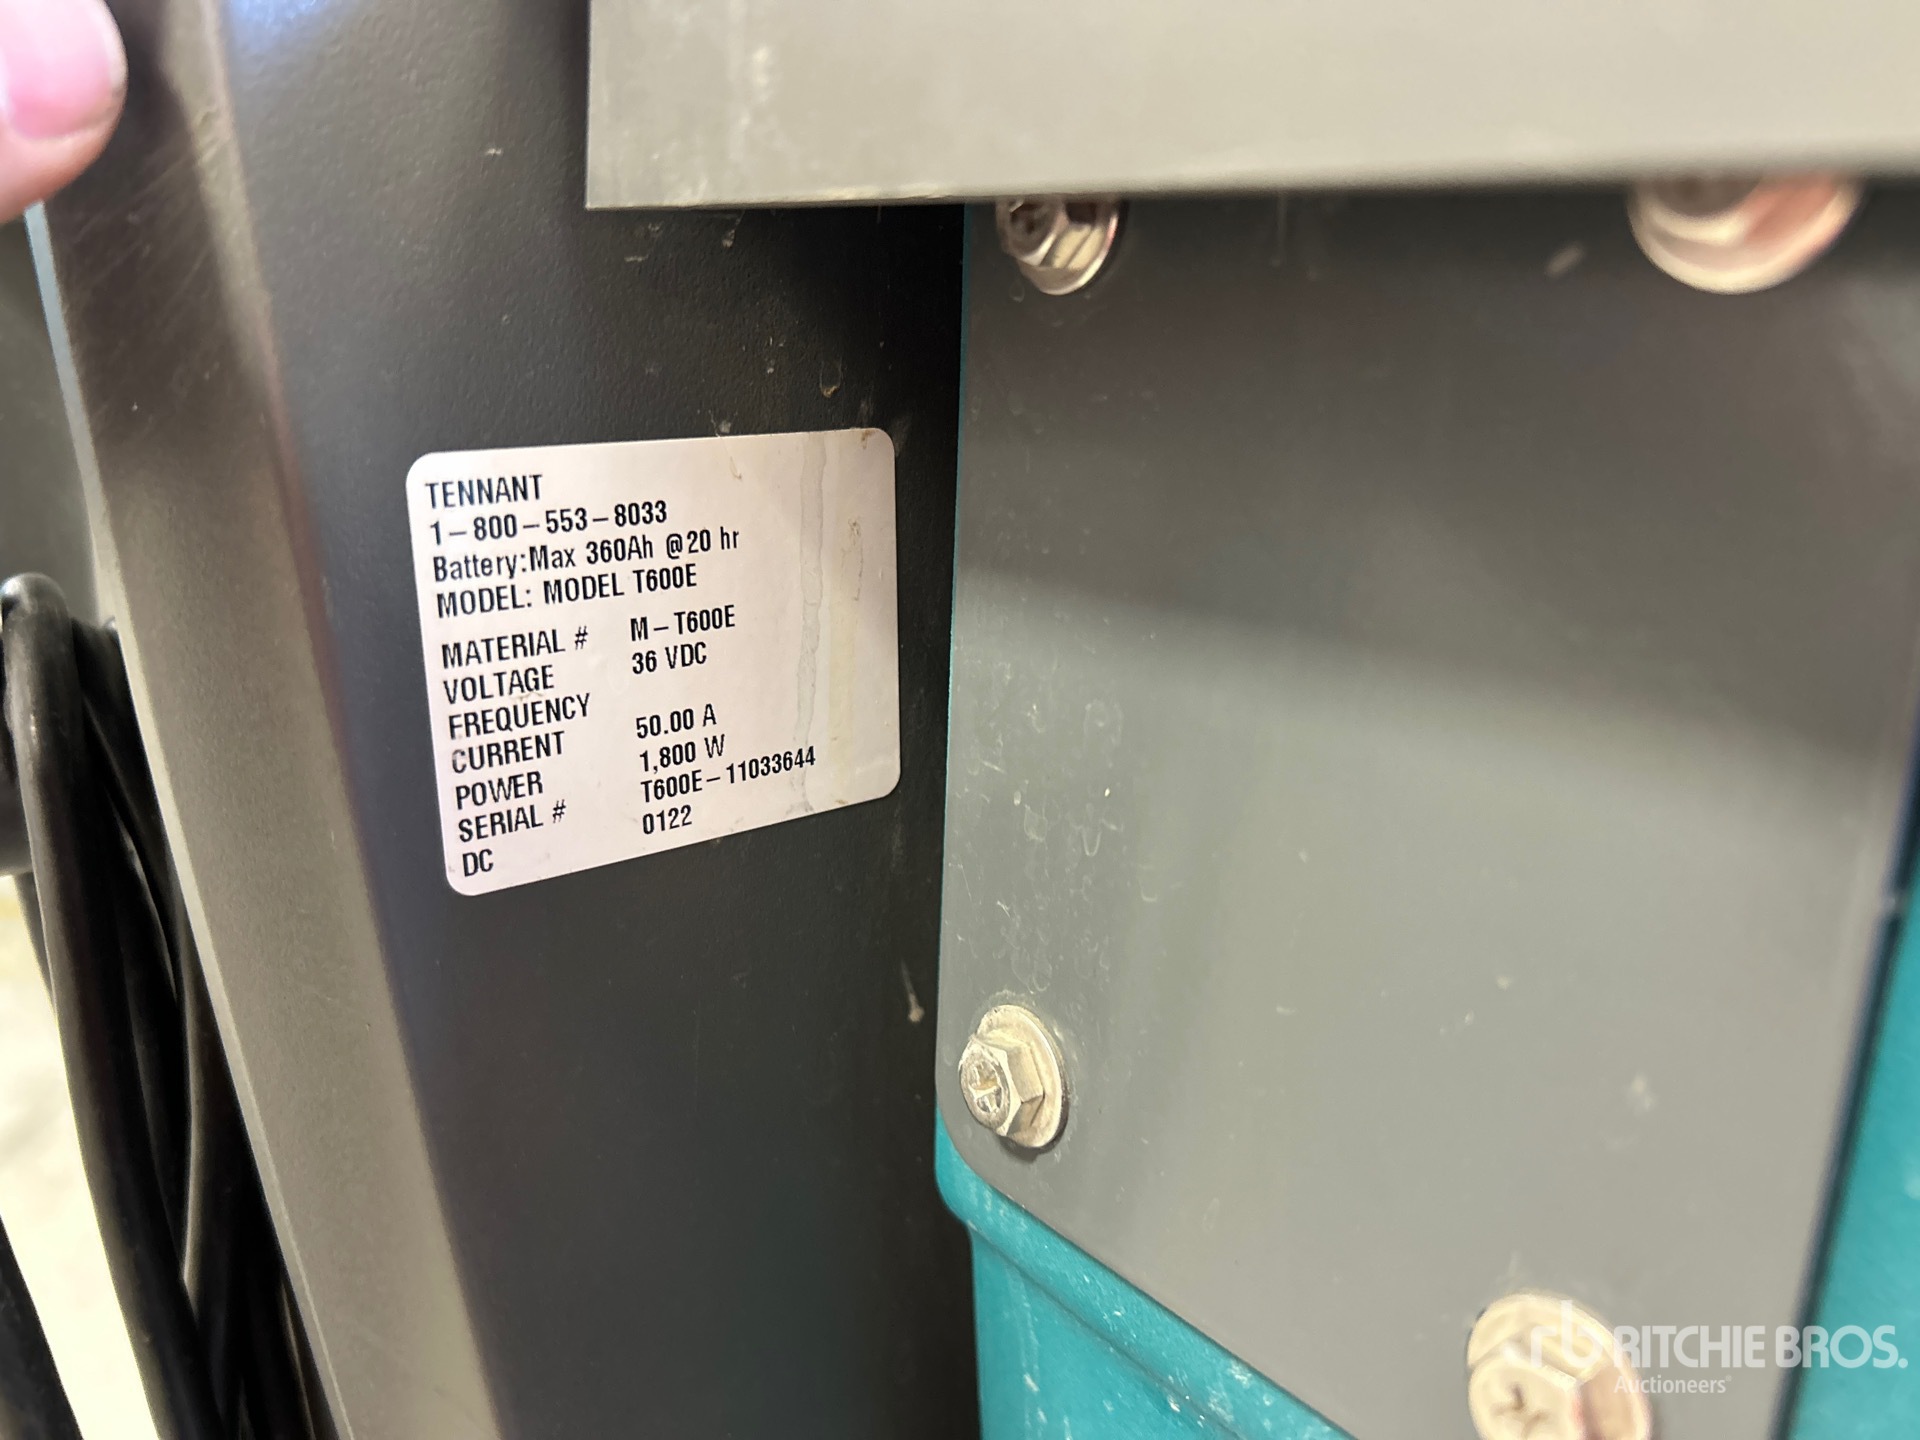 TENNANT
1-800-553-8033
Battery:Max 360Ah @20 hr
MODEL: MODEL T600E
MATERIAL # M-T600E
VOLTAGE 36 VDC
FREQUENCY
CURRENT 50.00 A
POWER 1,800 W
SERIAL # T600E-11033644
DC 0122
rb RITCHIE BROS.
Auctioneers